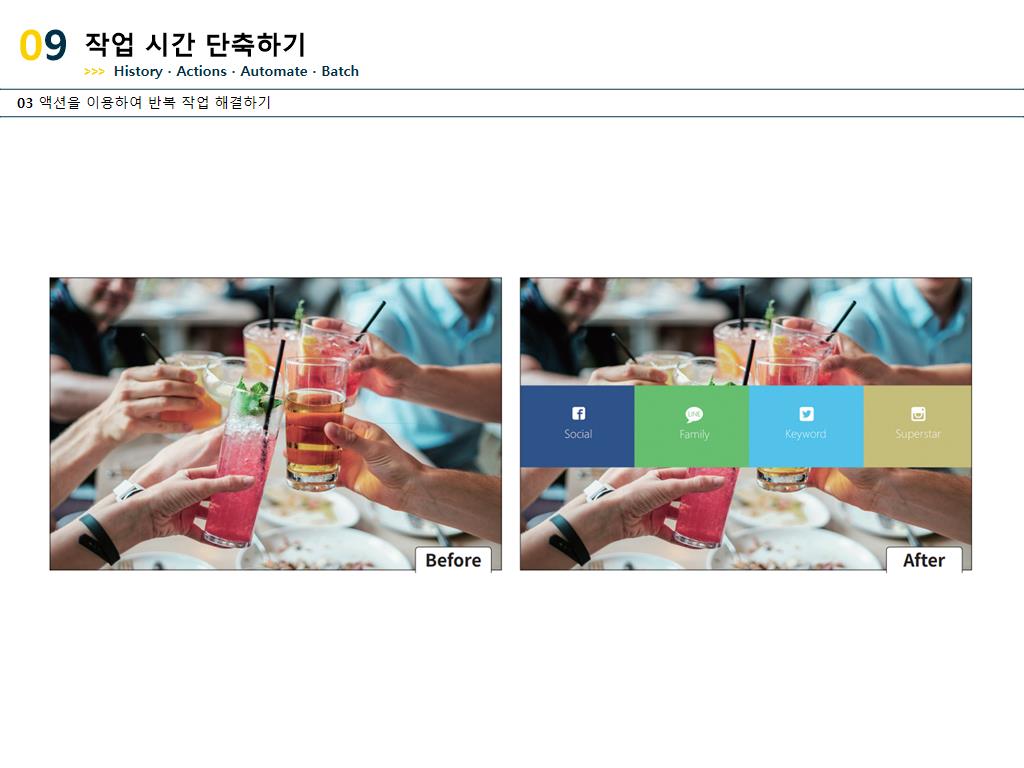 09 작업 시간 단축하기
>>> History · Actions · Automate · Batch
03 액션을 이용하여 반복 작업 해결하기
Before
LINE
Social Family Keyword Superstar
After